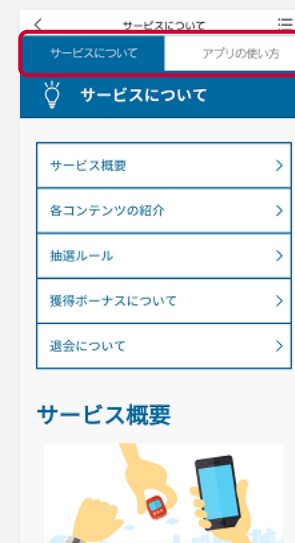 サービスについて
サービスについて アプリの使い方
サービスについて
サービス概要
各コンテンツの紹介
抽選ルール
獲得ボーナスについて
退会について
サービス概要